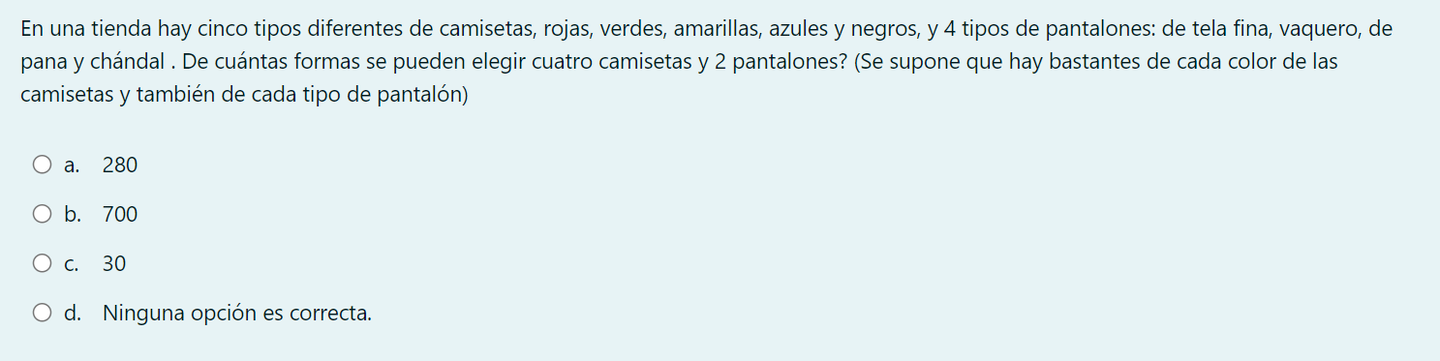 En una tienda hay cinco tipos diferentes de camisetas, rojas, verdes, amarillas, azules y negros, y 4 tipos de pantalones: de tela fina, vaquero, de
pana y chándal . De cuántas formas se pueden elegir cuatro camisetas y 2 pantalones? (Se supone que hay bastantes de cada color de las
camisetas y también de cada tipo de pantalón)
a. 280
b. 700
c. 30
d. Ninguna opción es correcta.